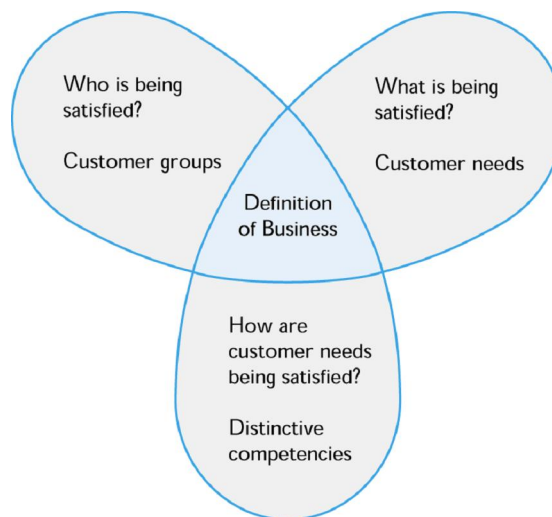 Who is being
satisfied?
Customer groups
What is being
satisfied?
Customer needs
Definition
of Business
How are
customer needs
being satisfied?
Distinctive
competencies